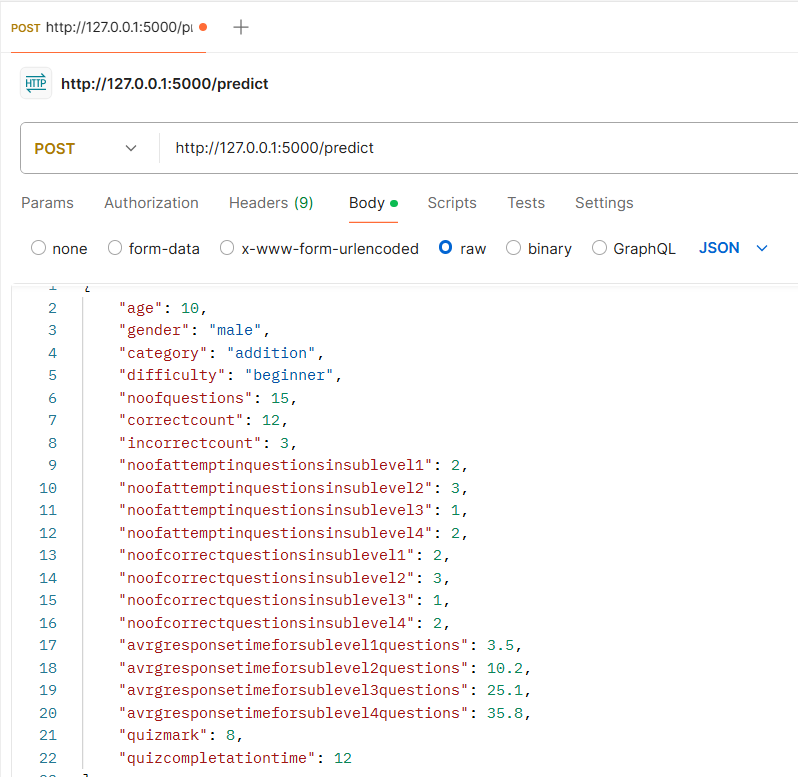 POST http://127.0.0.1:5000/pr
HTTP http://127.0.0.1:5000/predict
POST http://127.0.0.1:5000/predict
Params Authorization Headers (9) Body Scripts Tests Settings
none form-data x-www-form-urlencoded raw binary GraphQL JSON
1 {
2 "age": 10,
3 "gender": "male",
4 "category": "addition",
5 "difficulty": "beginner",
6 "noofquestions": 15,
7 "correctcount": 12,
8 "incorrectcount": 3,
9 "noofattemptinquestionsinsublevel1": 2,
10 "noofattemptinquestionsinsublevel2": 3,
11 "noofattemptinquestionsinsublevel3": 1,
12 "noofattemptinquestionsinsublevel4": 2,
13 "noofcorrectquestionsinsublevel1": 2,
14 "noofcorrectquestionsinsublevel2": 3,
15 "noofcorrectquestionsinsublevel3": 1,
16 "noofcorrectquestionsinsublevel4": 2,
17 "avrgresponsetimeforsublevel1questions": 3.5,
18 "avrgresponsetimeforsublevel2questions": 10.2,
19 "avrgresponsetimeforsublevel3questions": 25.1,
20 "avrgresponsetimeforsublevel4questions": 35.8,
21 "quizmark": 8,
22 "quizcompletationtime": 12